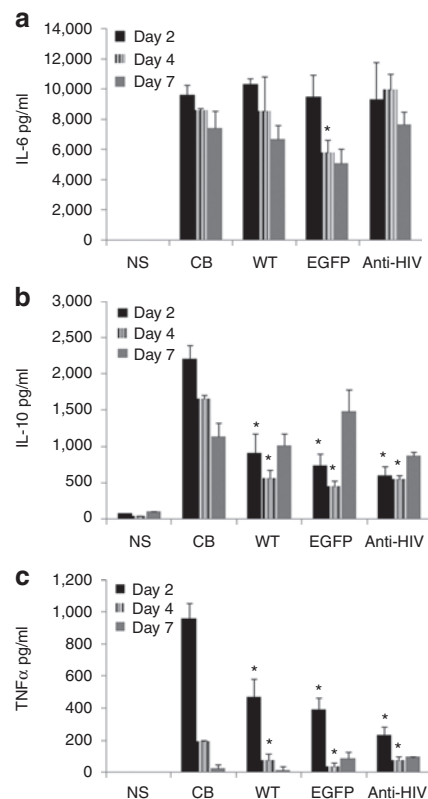 a
14,000
12,000
10,000
8,000
6,000
4,000
2,000
0
IL-6 pg/ml
Day 2
Day 4
Day 7
*
NS CB WT EGFP Anti-HIV
b
3,000
2,500
2,000
1,500
1,000
500
0
IL-10 pg/ml
Day 2
Day 4
Day 7
* * * * * *
NS CB WT EGFP Anti-HIV
c
1,200
1,000
800
600
400
200
0
TNFα pg/ml
Day 2
Day 4
Day 7
* * * * * *
NS CB WT EGFP Anti-HIV